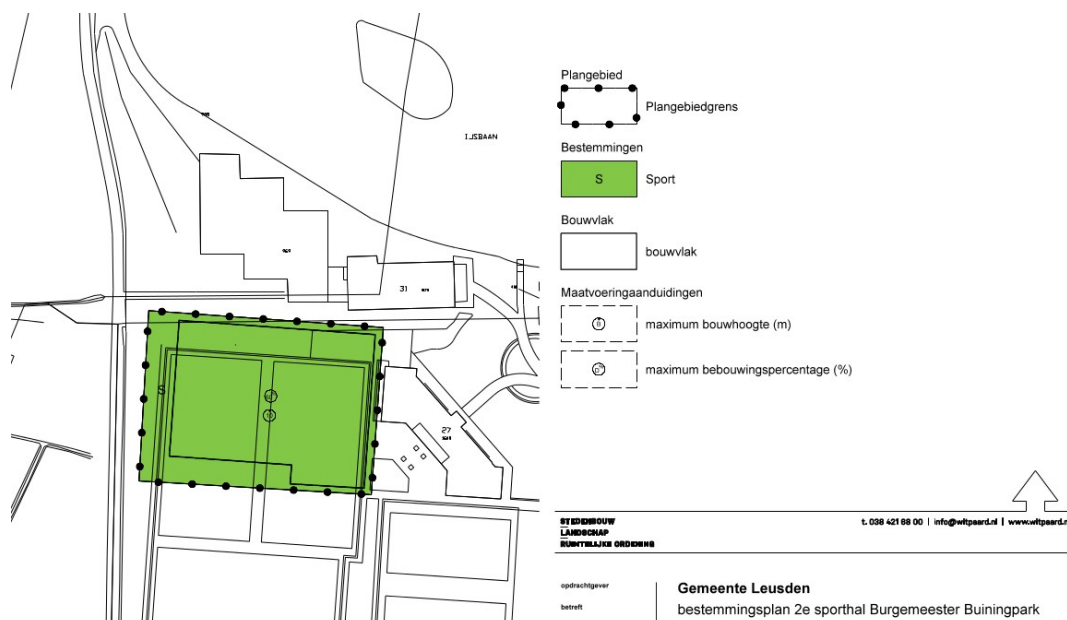 IJSBAAN
31
S
10
27
Plangebied
Plangebiedgrens
Bestemmingen
S Sport
Bouwvlak
bouwvlak
Maatvoeringaanduidingen
maximum bouwhoogte (m)
maximum bebouwingspercentage (%)
STEDENBOUW
LANDSCHAP
RUIMTELIJKE ORDENING
t. 038 421 68 00 | info@witpaard.nl | www.witpaard.n
opdrachtgever Gemeente Leusden
betreft bestemmingsplan 2e sporthal Burgemeester Buiningpark